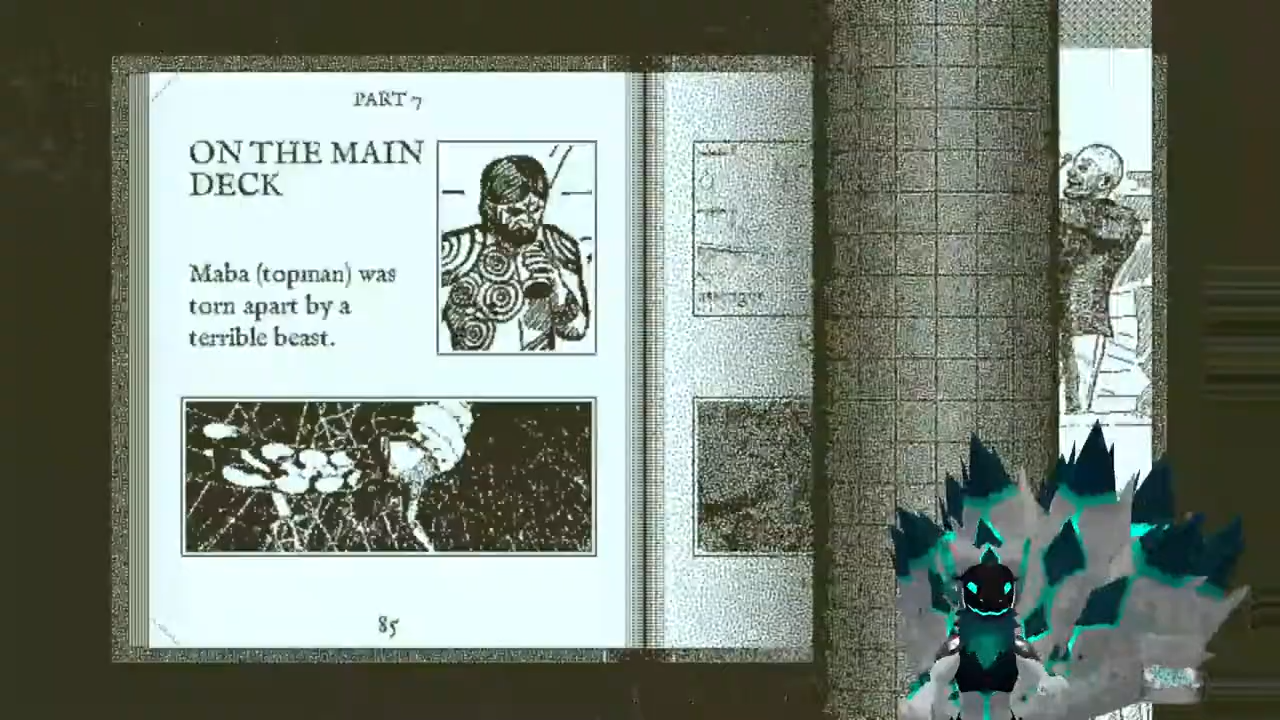 PART 7
ON THE MAIN
DECK
Maba (topman) was
torn apart by a
terrible beast.
85